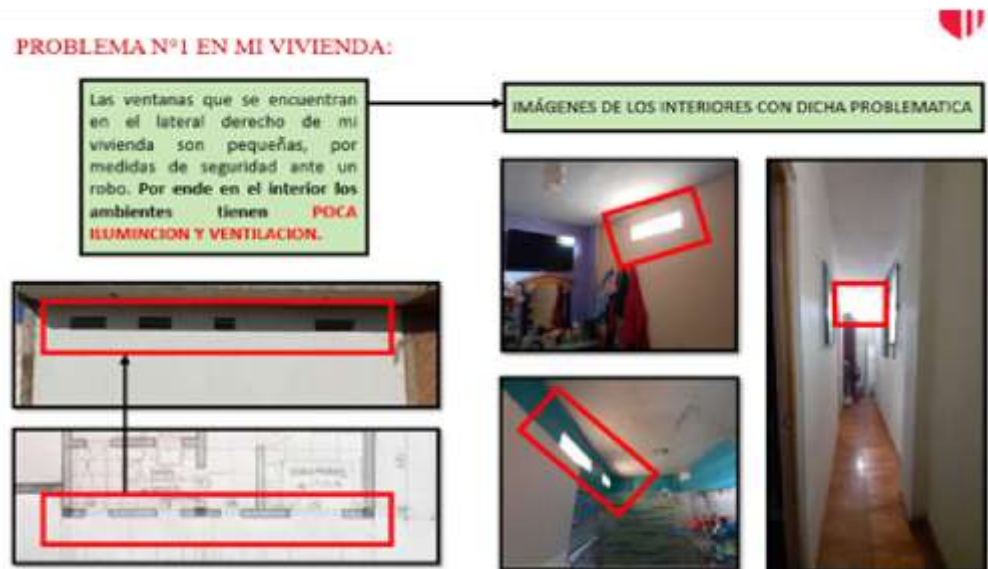 PROBLEMA N°1 EN MI VIVIENDA:
Las ventanas que se encuentran
en el lateral derecho de mi
vivienda son pequeñas, por
medidas de seguridad ante un
robo. Por ende en el interior los
ambientes tienen POCA
ILUMINCION Y VENTILACION.
IMÁGENES DE LOS INTERIORES CON DICHA PROBLEMATICA